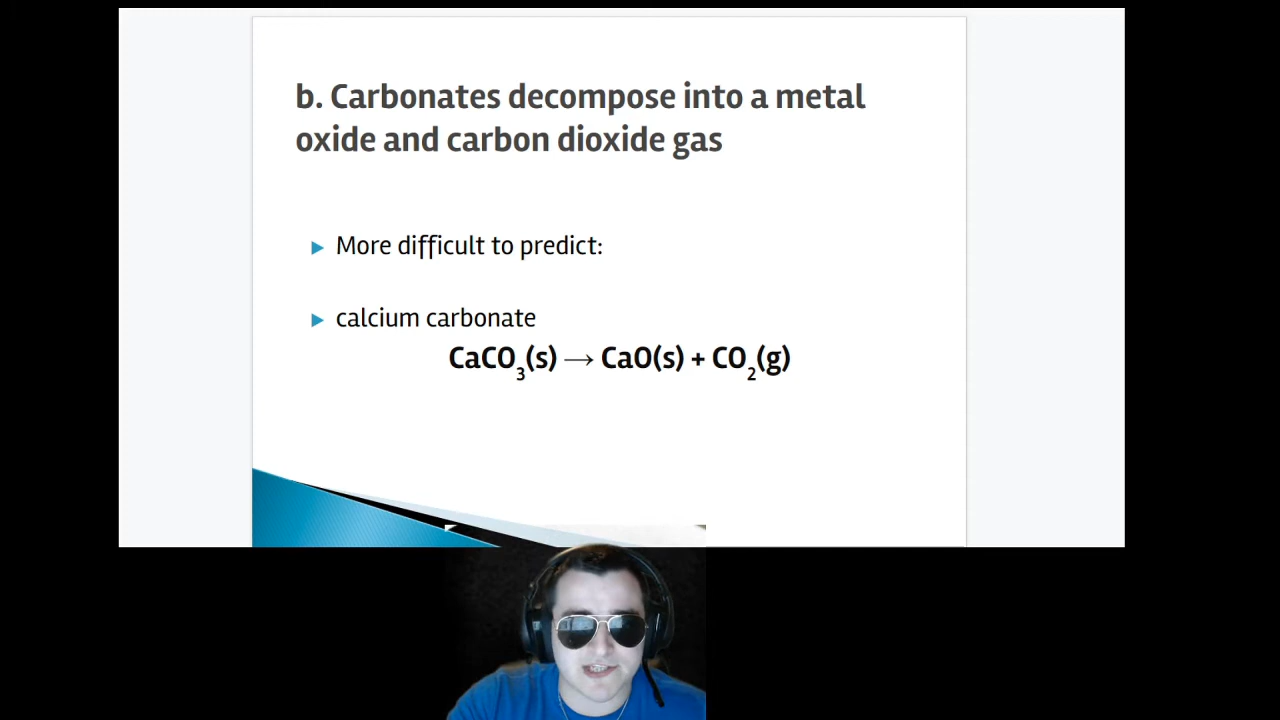 b. Carbonates decompose into a metal
oxide and carbon dioxide gas
More difficult to predict:
calcium carbonate
CaCO₃(s) → CaO(s) + CO₂(g)